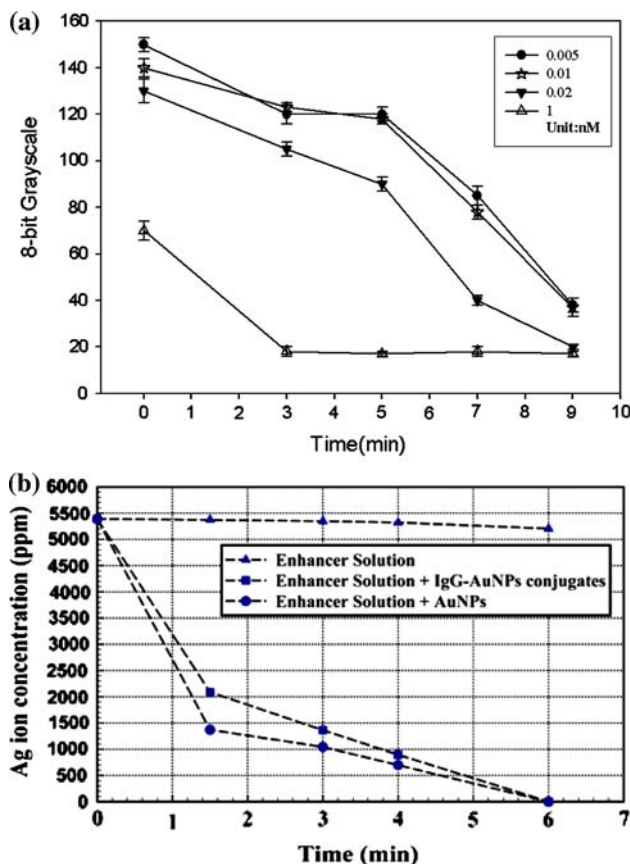 (a)
160
140
120
100
80
60
40
20
0
8-bit Grayscale
0.005
0.01
0.02
1
Unit:nM
0 1 2 3 4 5 6 7 8 9 10
Time(min)
(b)
6000
5500
5000
4500
4000
3500
3000
2500
2000
1500
1000
500
0
Ag ion concentration (ppm)
Enhancer Solution
Enhancer Solution + IgG-AuNPs conjugates
Enhancer Solution + AuNPs
0 1 2 3 4 5 6 7
Time (min)